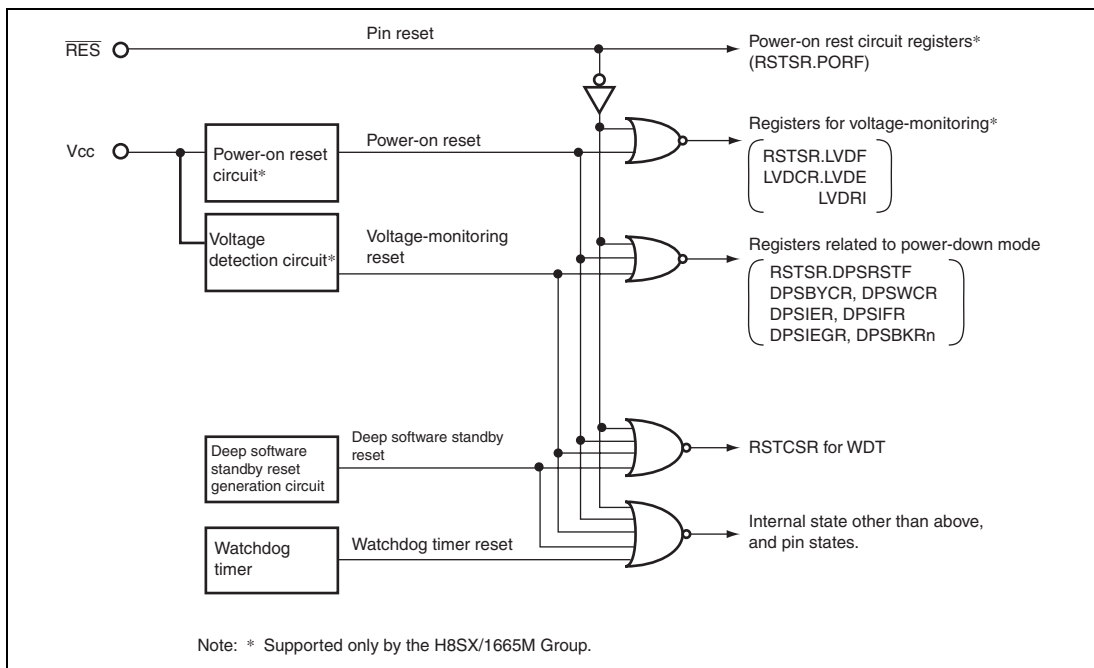 RES
Pin reset
Power-on rest circuit registers*
(RSTSR.PORF)
Vcc
Power-on reset
circuit*
Power-on reset
Registers for voltage-monitoring*
RSTSR.LVDF
LVDCR.LVDE
LVDRI
Voltage
detection circuit*
Voltage-monitoring
reset
Registers related to power-down mode
RSTSR.DPSRSTF
DPSBYCR, DPSWCR
DPSIER, DPSIFR
DPSIEGR, DPSBKRn
Deep software
standby reset
generation circuit
Deep software standby
reset
RSTCSR for WDT
Watchdog
timer
Watchdog timer reset
Internal state other than above,
and pin states.
Note: * Supported only by the H8SX/1665M Group.